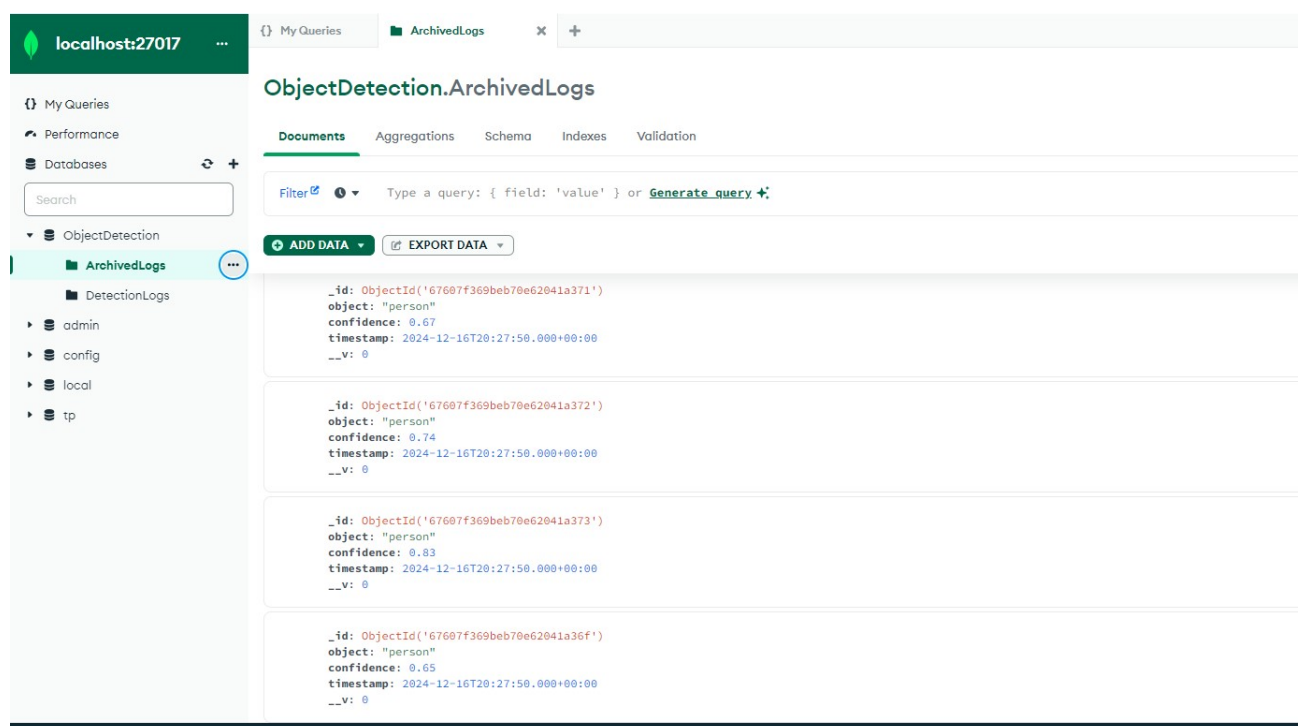 localhost:27017 ...
{} My Queries
ArchivedLogs
{} My Queries
Performance
Databases
Search
ObjectDetection
ArchivedLogs
DetectionLogs
admin
config
local
tp
ObjectDetection.ArchivedLogs
Documents Aggregations Schema Indexes Validation
Filter Type a query: { field: 'value' } or Generate query
ADD DATA EXPORT DATA
_id: ObjectId('67607f369beb70e62041a371')
object: "person"
confidence: 0.67
timestamp: 2024-12-16T20:27:50.000+00:00
__v: 0
_id: ObjectId('67607f369beb70e62041a372')
object: "person"
confidence: 0.74
timestamp: 2024-12-16T20:27:50.000+00:00
__v: 0
_id: ObjectId('67607f369beb70e62041a373')
object: "person"
confidence: 0.83
timestamp: 2024-12-16T20:27:50.000+00:00
__v: 0
_id: ObjectId('67607f369beb70e62041a36f')
object: "person"
confidence: 0.65
timestamp: 2024-12-16T20:27:50.000+00:00
__v: 0